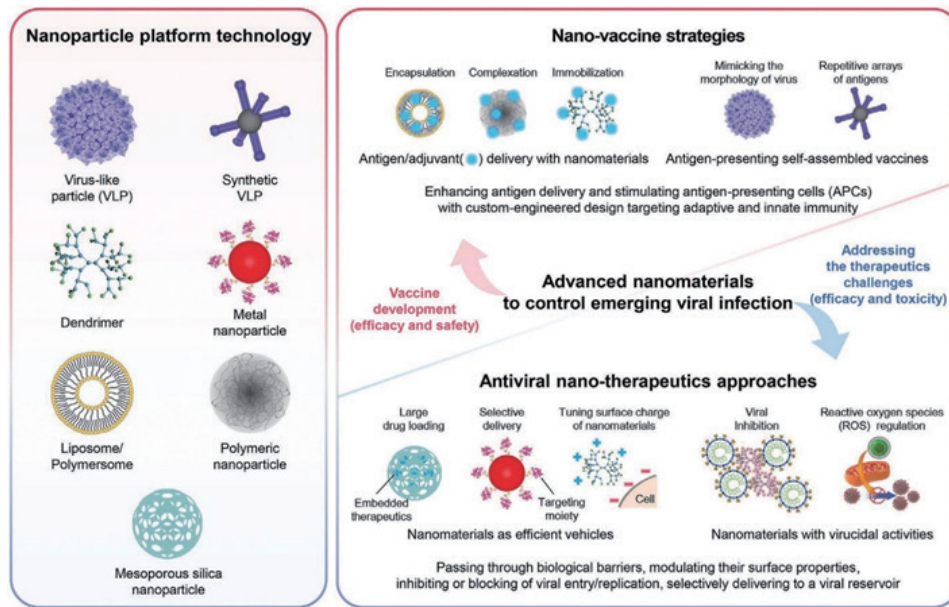 Nanoparticle platform technology
Virus-like
particle (VLP)
Synthetic
VLP
Dendrimer
Metal
nanoparticle
Liposome/
Polymersome
Polymeric
nanoparticle
Mesoporous silica
nanoparticle
Nano-vaccine strategies
Encapsulation
Complexation
Immobilization
Mimicking the
morphology of virus
Repetitive arrays
of antigens
Antigen/adjuvant( ) delivery with nanomaterials
Antigen-presenting self-assembled vaccines
Enhancing antigen delivery and stimulating antigen-presenting cells (APCs)
with custom-engineered design targeting adaptive and innate immunity
Vaccine
development
(efficacy and safety)
Advanced nanomaterials
to control emerging viral infection
Addressing
the therapeutics
challenges
(efficacy and toxicity)
Antiviral nano-therapeutics approaches
Large
drug loading
Selective
delivery
Tuning surface charge
of nanomaterials
Viral
Inhibition
Reactive oxygen species
(ROS) regulation
Embedded
therapeutics
Targeting
moiety
Cell
Nanomaterials as efficient vehicles
Nanomaterials with virucidal activities
Passing through biological barriers, modulating their surface properties,
inhibiting or blocking of viral entry/replication, selectively delivering to a viral reservoir